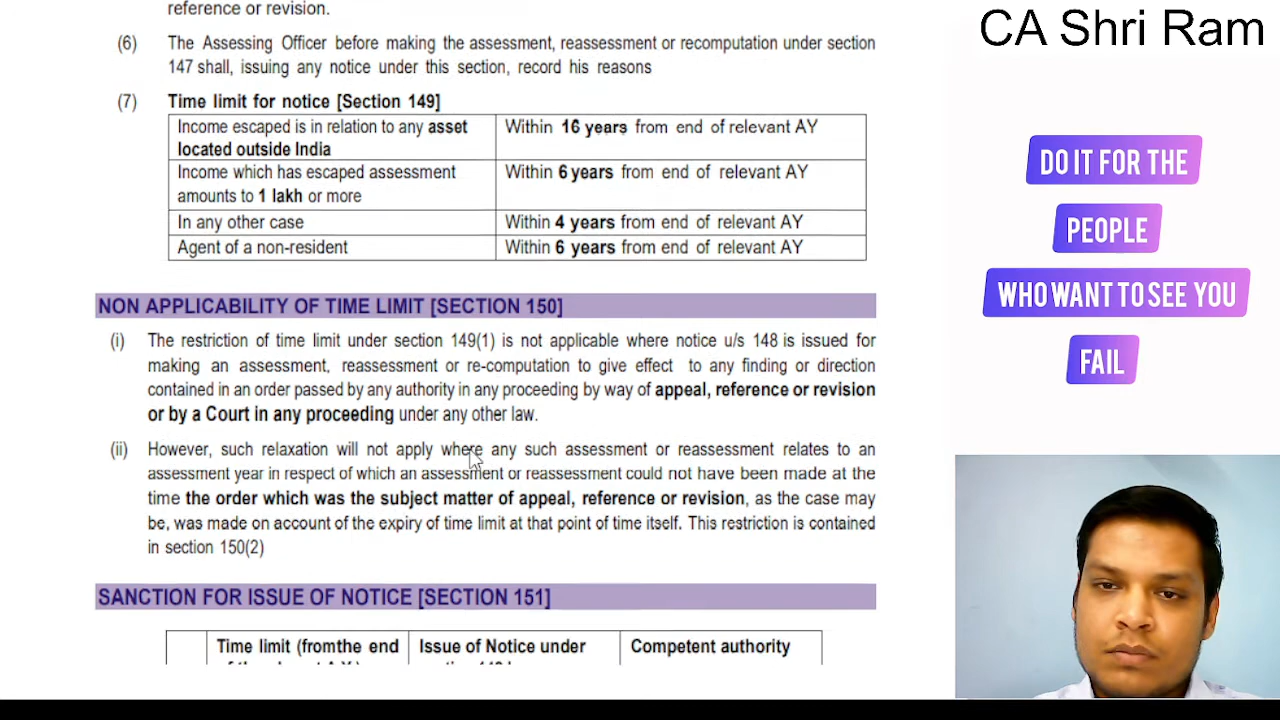 reference or revision.
(6) The Assessing Officer before making the assessment, reassessment or recomputation under section
147 shall, issuing any notice under this section, record his reasons
(7) Time limit for notice [Section 149]
Income escaped is in relation to any asset located outside India
Within 16 years from end of relevant AY
Income which has escaped assessment amounts to 1 lakh or more
Within 6 years from end of relevant AY
In any other case
Within 4 years from end of relevant AY
Agent of a non-resident
Within 6 years from end of relevant AY
NON APPLICABILITY OF TIME LIMIT [SECTION 150]
(i) The restriction of time limit under section 149(1) is not applicable where notice u/s 148 is issued for
making an assessment, reassessment or re-computation to give effect to any finding or direction
contained in an order passed by any authority in any proceeding by way of appeal, reference or revision
or by a Court in any proceeding under any other law.
(ii) However, such relaxation will not apply where any such assessment or reassessment relates to an
assessment year in respect of which an assessment or reassessment could not have been made at the
time the order which was the subject matter of appeal, reference or revision, as the case may
be, was made on account of the expiry of time limit at that point of time itself. This restriction is contained
in section 150(2)
SANCTION FOR ISSUE OF NOTICE [SECTION 151]
Time limit (fromthe end
Issue of Notice under
Competent authority
CA Shri Ram
DO IT FOR THE
PEOPLE
WHO WANT TO SEE YOU
FAIL